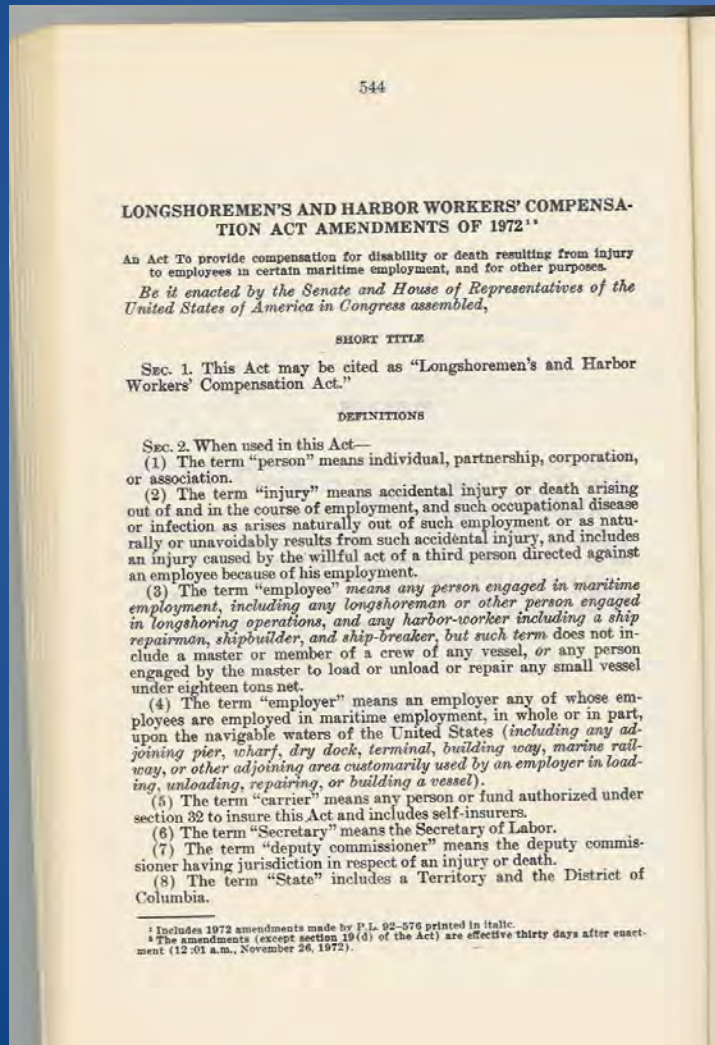 544
LONGSHOREMEN'S AND HARBOR WORKERS' COMPENSA-
TION ACT AMENDMENTS OF 1972¹ ²
An Act To provide compensation for disability or death resulting from injury
to employees in certain maritime employment, and for other purposes.
Be it enacted by the Senate and House of Representatives of the
United States of America in Congress assembled,
SHORT TITLE
SEC. 1. This Act may be cited as "Longshoremen's and Harbor
Workers' Compensation Act."
DEFINITIONS
SEC. 2. When used in this Act—
(1) The term "person" means individual, partnership, corporation,
or association.
(2) The term "injury" means accidental injury or death arising
out of and in the course of employment, and such occupational disease
or infection as arises naturally out of such employment or as natu-
rally or unavoidably results from such accidental injury, and includes
an injury caused by the willful act of a third person directed against
an employee because of his employment.
(3) The term "employee" means any person engaged in maritime
employment, including any longshoreman or other person engaged
in longshoring operations, and any harbor-worker including a ship
repairman, shipbuilder, and ship-breaker, but such term does not in-
clude a master or member of a crew of any vessel, or any person
engaged by the master to load or unload or repair any small vessel
under eighteen tons net.
(4) The term "employer" means an employer any of whose em-
ployees are employed in maritime employment, in whole or in part,
upon the navigable waters of the United States (including any ad-
joining pier, wharf, dry dock, terminal, building way, marine rail-
way, or other adjoining area customarily used by an employer in load-
ing, unloading, repairing, or building a vessel).
(5) The term "carrier" means any person or fund authorized under
section 32 to insure this Act and includes self-insurers.
(6) The term "Secretary" means the Secretary of Labor.
(7) The term "deputy commissioner" means the deputy commis-
sioner having jurisdiction in respect of an injury or death.
(8) The term "State" includes a Territory and the District of
Columbia.
¹ Includes 1972 amendments made by P.L. 92–576 printed in italic.
² The amendments (except section 19(d) of the Act) are effective thirty days after enact-
ment (12:01 a.m., November 26, 1972).